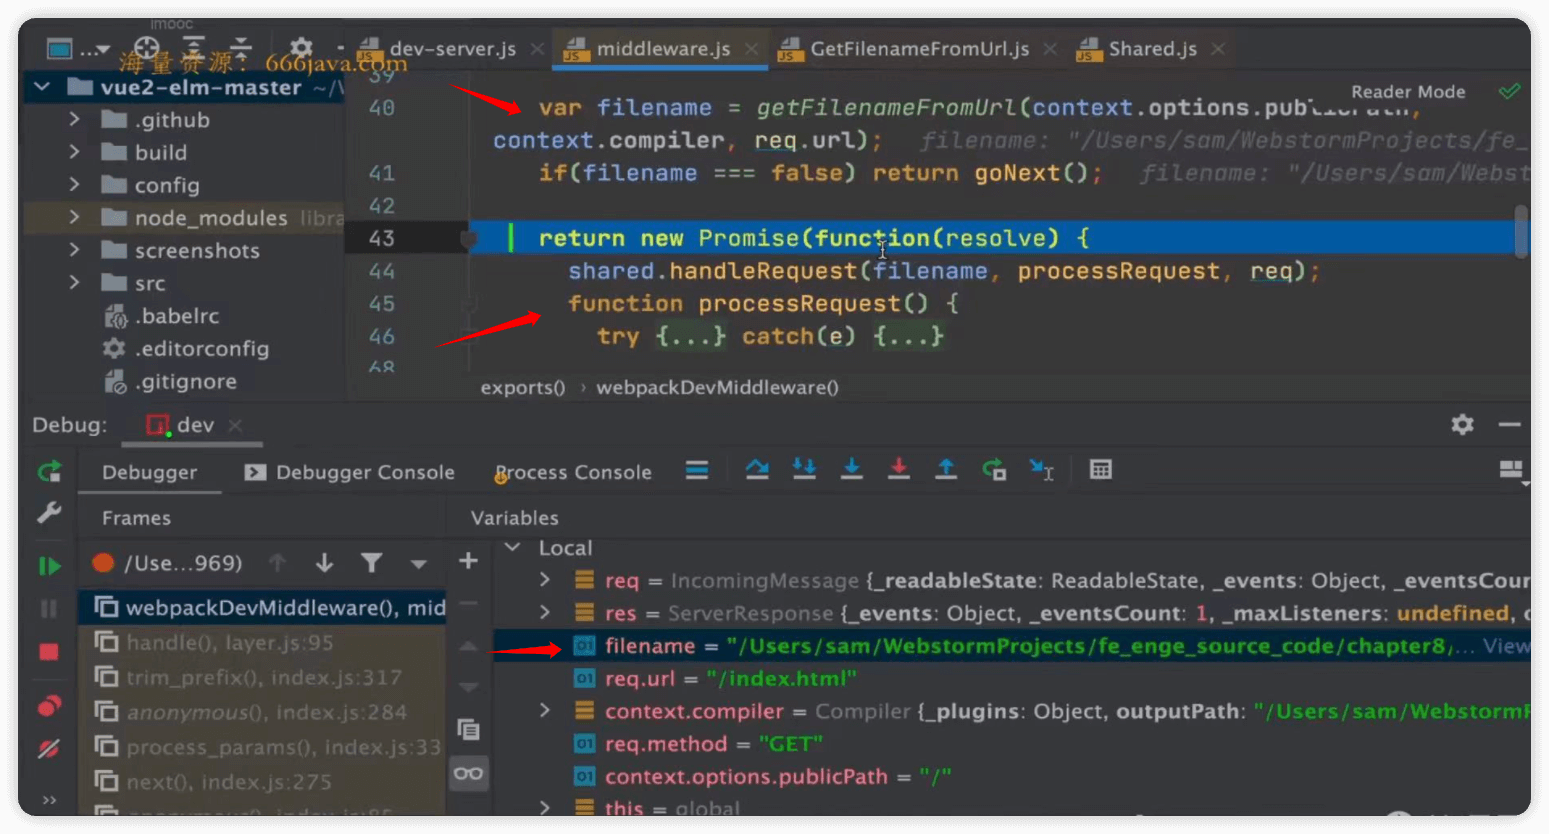 imooc
海量资源：666java.com
dev-server.js
middleware.js
GetFilenameFromUrl.js
Shared.js
vue2-elm-master ~/
.github
build
config
node_modules libra
screenshots
src
.babelrc
.editorconfig
.gitignore
Reader Mode
39
40 var filename = getFilenameFromUrl(context.options.publicPath,
context.compiler, req.url); filename: "/Users/sam/WebstormProjects/fe_
41 if(filename === false) return goNext(); filename: "/Users/sam/Webst
42
43 return new Promise(function(resolve) {
44 shared.handleRequest(filename, processRequest, req);
45 function processRequest() {
46 try {...} catch(e) {...}
68
exports() › webpackDevMiddleware()
Debug: dev
Debugger
Debugger Console
Process Console
Frames
Variables
/Use...969)
webpackDevMiddleware(), mid
handle(), layer.js:95
trim_prefix(), index.js:317
anonymous(), index.js:284
process_params(), index.js:33
next(), index.js:275
Local
req = IncomingMessage {_readableState: ReadableState, _events: Object, _eventsCour
res = ServerResponse {_events: Object, _eventsCount: 1, _maxListeners: undefined, o
filename = "/Users/sam/WebstormProjects/fe_enge_source_code/chapter8/... View
req.url = "/index.html"
context.compiler = Compiler {_plugins: Object, outputPath: "/Users/sam/WebstormP
req.method = "GET"
context.options.publicPath = "/"
this = global